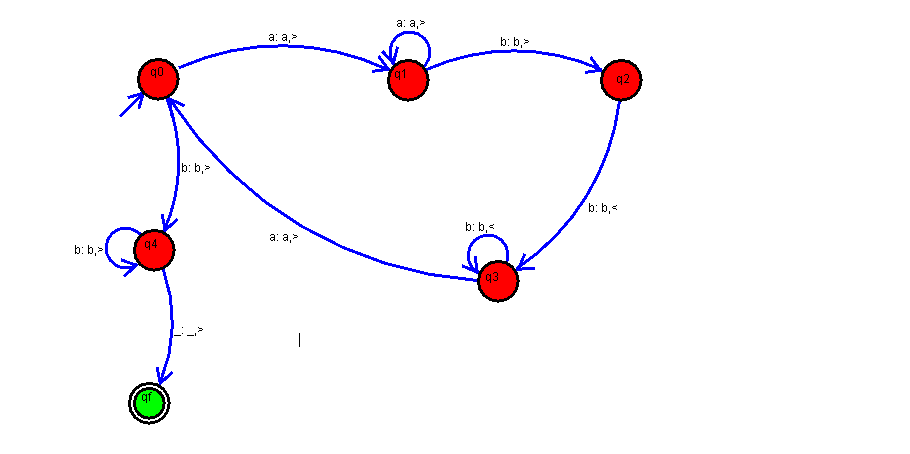 a: a,>
a: a,>
b: b,>
q0
q1
q2
b: b,>
b: b,<
a: a,>
b: b,<
b: b,>
q4
q3
_: _,>
qf